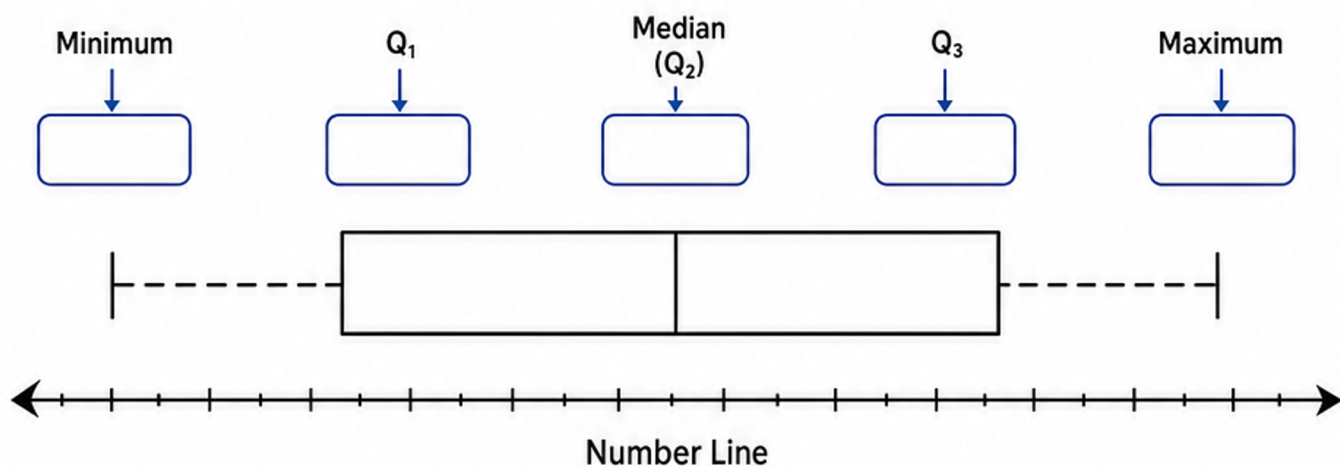 Minimum
Q₁
Median
(Q₂)
Q₃
Maximum
Number Line